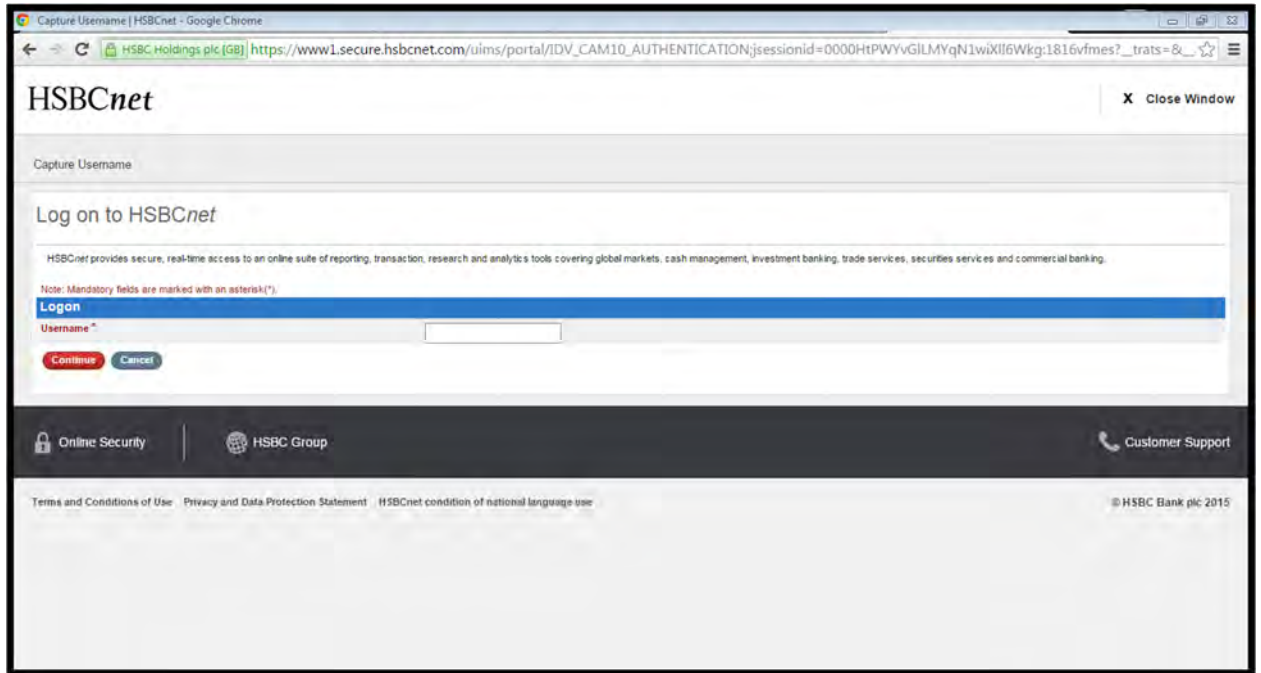 Capture Username | HSBCnet - Google Chrome
HSBC Holdings plc [GB] https://www1.secure.hsbcnet.com/uims/portal/IDV_CAM10_AUTHENTICATION;jsessionid=0000HtPWYvGlLMYqN1wiXll6Wkg:1816vfmes?__trats=&__
HSBCnet
X Close Window
Capture Username
Log on to HSBCnet
HSBCnet provides secure, real-time access to an online suite of reporting, transaction, research and analytics tools covering global markets, cash management, investment banking, trade services, securities services and commercial banking.
Note: Mandatory fields are marked with an asterisk(*).
Logon
Username *
Continue Cancel
Online Security HSBC Group Customer Support
Terms and Conditions of Use Privacy and Data Protection Statement HSBCnet condition of national language use © HSBC Bank plc 2015